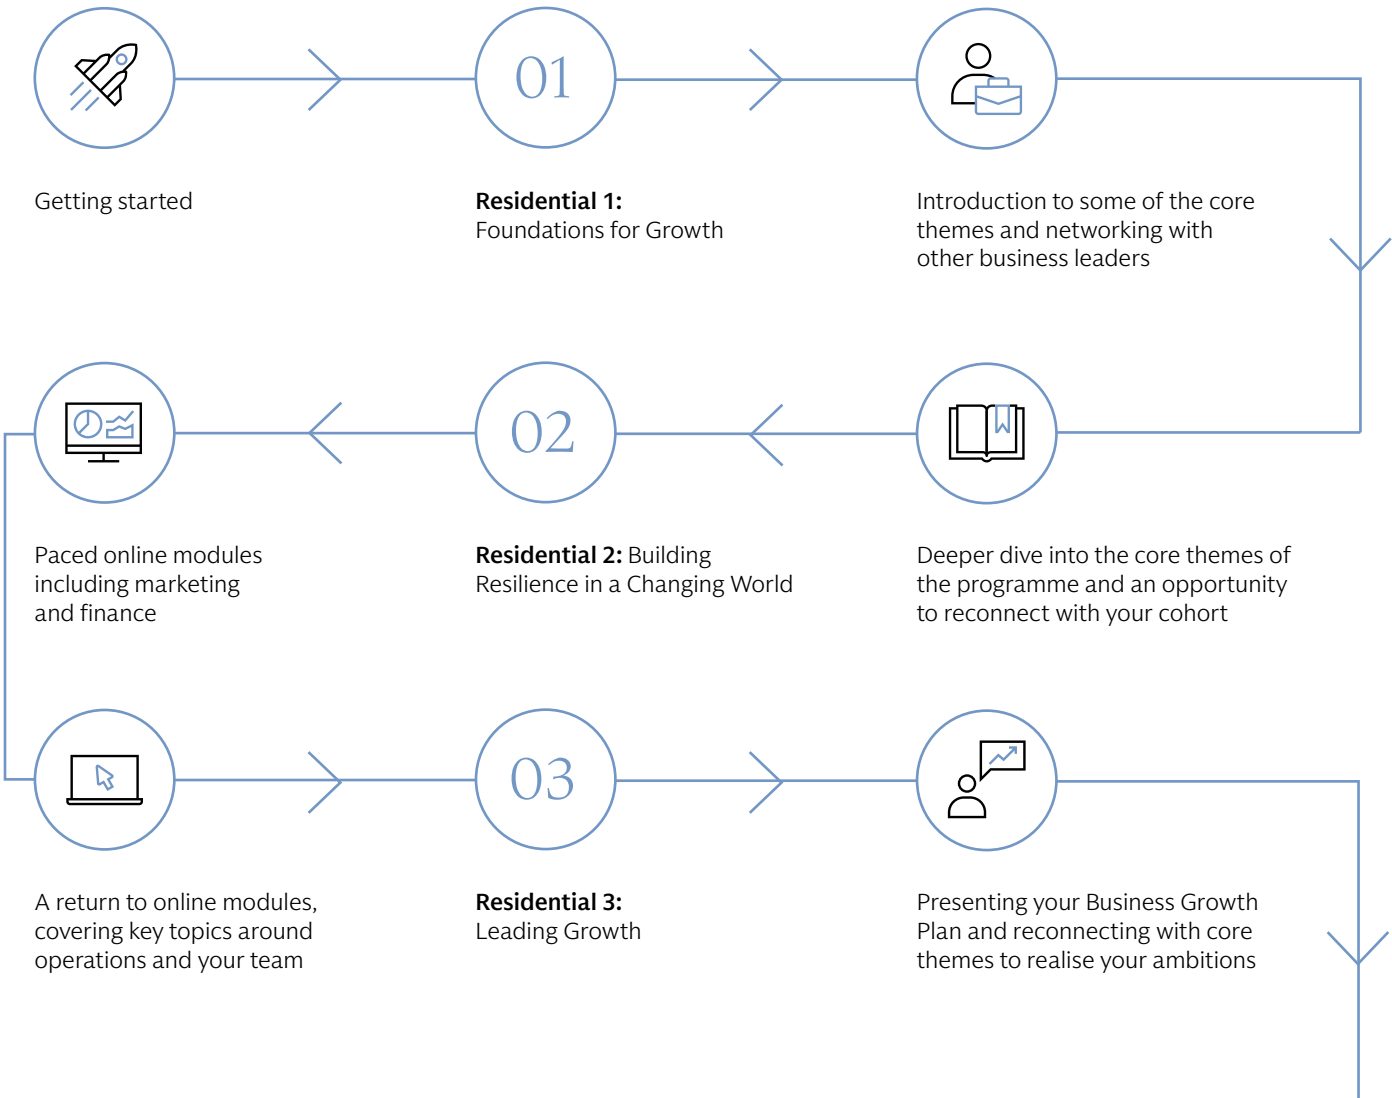 01
Getting started
Residential 1:
Foundations for Growth
Introduction to some of the core
themes and networking with
other business leaders
02
Paced online modules
including marketing
and finance
Residential 2: Building
Resilience in a Changing World
Deeper dive into the core themes of
the programme and an opportunity
to reconnect with your cohort
03
A return to online modules,
covering key topics around
operations and your team
Residential 3:
Leading Growth
Presenting your Business Growth
Plan and reconnecting with core
themes to realise your ambitions